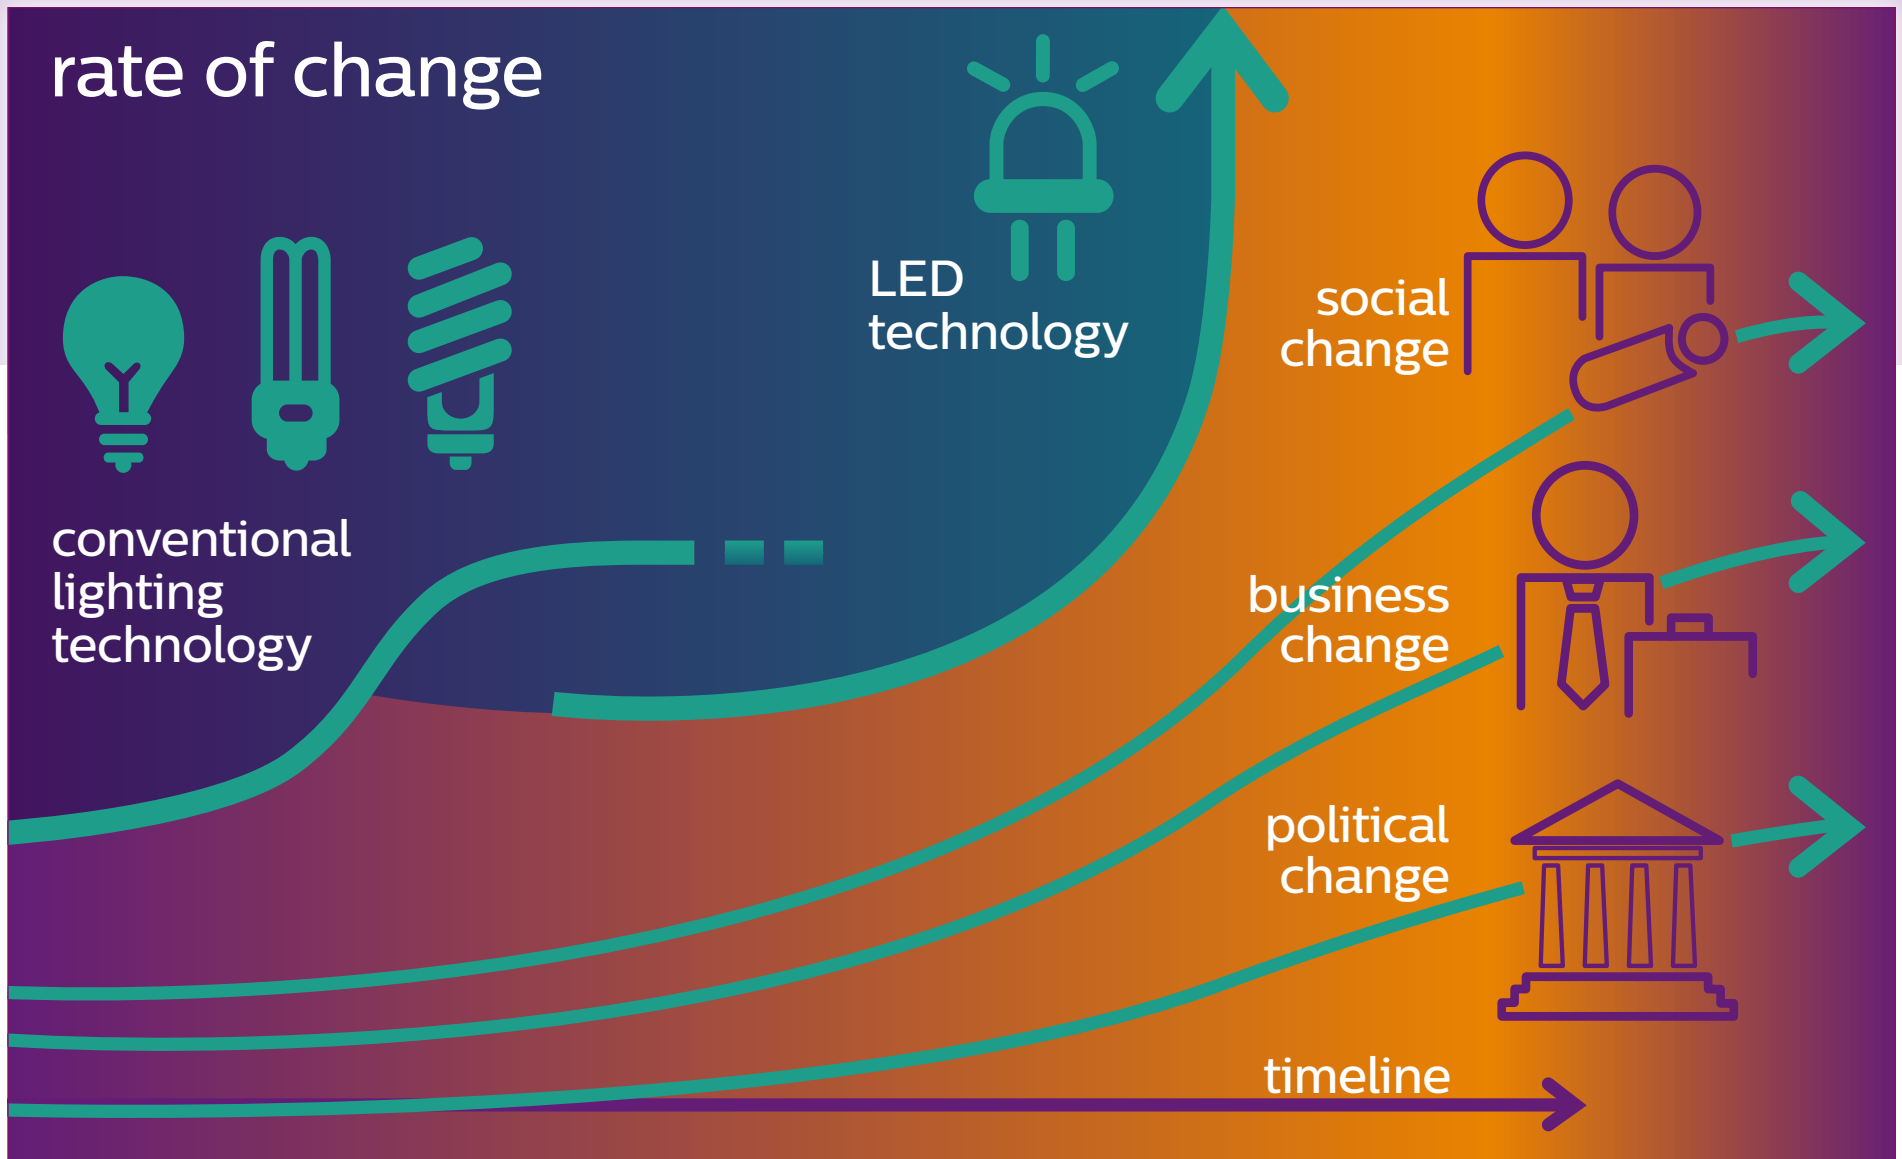 rate of change
LED
technology
conventional
lighting
technology
social
change
business
change
political
change
timeline